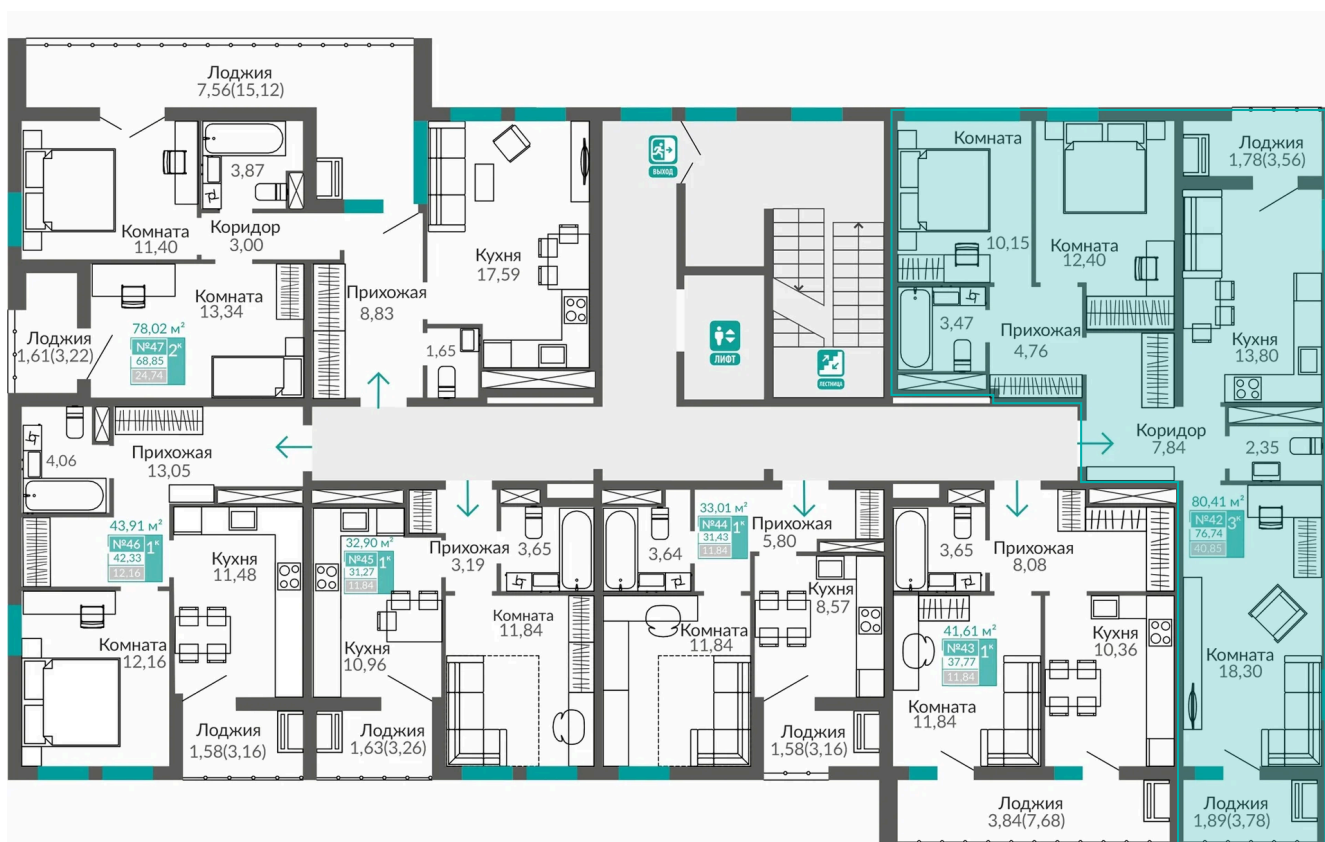 Лоджия
7,56(15,12)
3,87
Комната
11,40
Коридор
3,00
Кухня
17,59
Комната
13,34
Прихожая
8,83
Лоджия
1,61(3,22)
78,02 м²
№47
2ᴷ
68,85
24,74
1,65
ВЫХОД
ЛИФТ
ЛЕСТНИЦА
Комната
10,15
Комната
12,40
Лоджия
1,78(3,56)
3,47
Прихожая
4,76
Кухня
13,80
Коридор
7,84
2,35
80,41 м²
№42
3ᴷ
76,74
40,85
Комната
18,30
Лоджия
1,89(3,78)
4,06
Прихожая
13,05
43,91 м²
№46
1ᴷ
42,33
12,16
Кухня
11,48
Комната
12,16
Лоджия
1,58(3,16)
32,90 м²
№45
1ᴷ
31,27
11,84
Прихожая
3,19
3,65
Кухня
10,96
Комната
11,84
Лоджия
1,63(3,26)
3,64
33,01 м²
№44
1ᴷ
31,43
11,84
Прихожая
5,80
Кухня
8,57
Комната
11,84
Лоджия
1,58(3,16)
3,65
Прихожая
8,08
41,61 м²
№43
1ᴷ
37,77
11,84
Кухня
10,36
Комната
11,84
Лоджия
3,84(7,68)